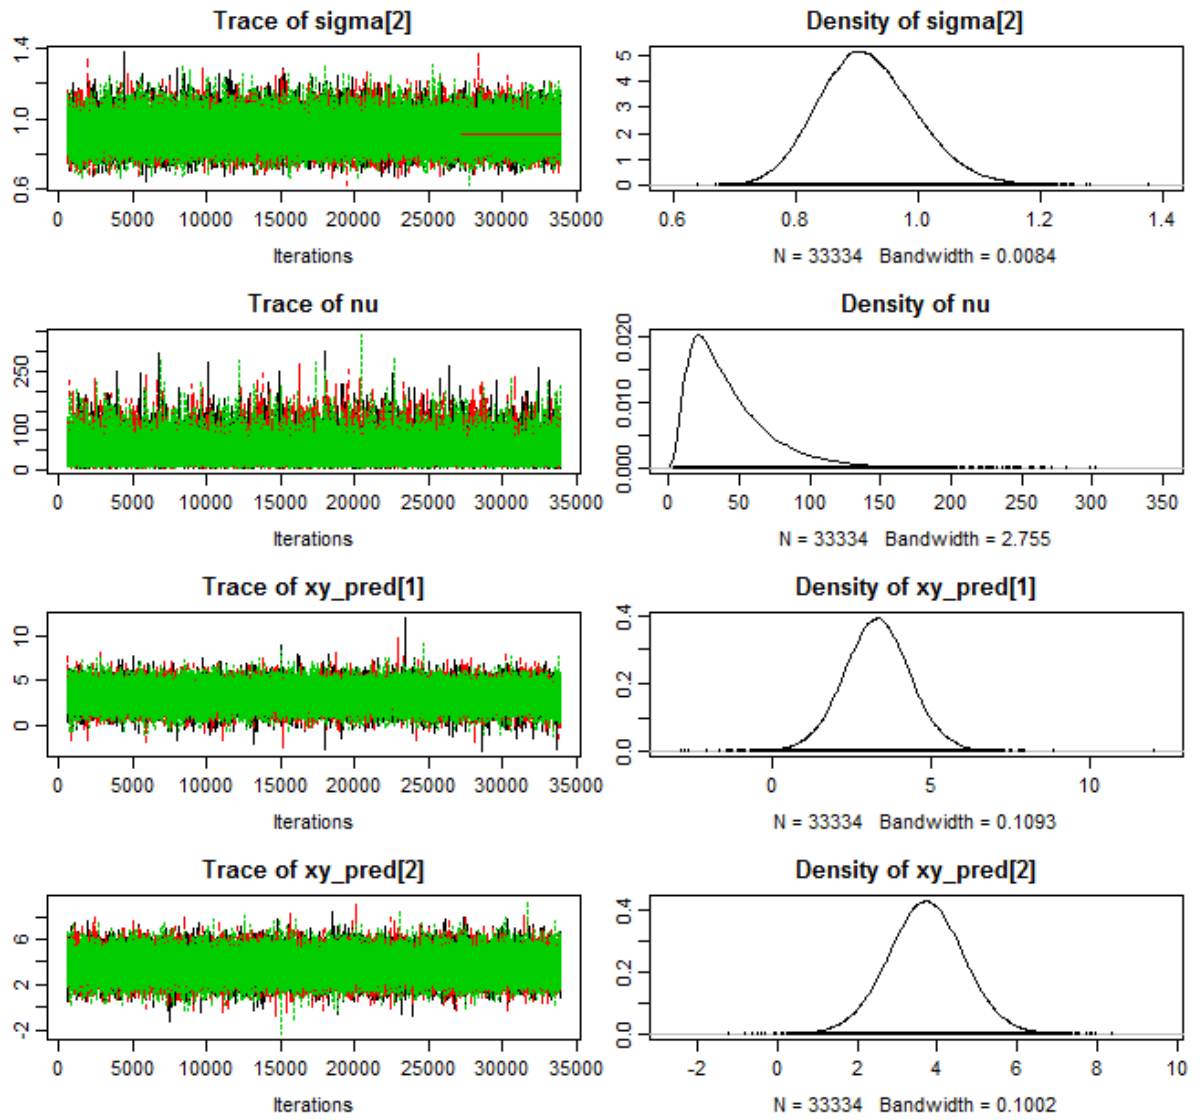 Trace of sigma[2]
0.6 1.0 1.4
0 5000 10000 15000 20000 25000 30000 35000
Iterations
Density of sigma[2]
0 1 2 3 4 5
0.6 0.8 1.0 1.2 1.4
N = 33334 Bandwidth = 0.0084
Trace of nu
0 100 250
0 5000 10000 15000 20000 25000 30000 35000
Iterations
Density of nu
0.000 0.010 0.020
0 50 100 150 200 250 300 350
N = 33334 Bandwidth = 2.755
Trace of xy_pred[1]
0 5 10
0 5000 10000 15000 20000 25000 30000 35000
Iterations
Density of xy_pred[1]
0.0 0.2 0.4
0 5 10
N = 33334 Bandwidth = 0.1093
Trace of xy_pred[2]
-2 2 6
0 5000 10000 15000 20000 25000 30000 35000
Iterations
Density of xy_pred[2]
0.0 0.2 0.4
-2 0 2 4 6 8 10
N = 33334 Bandwidth = 0.1002